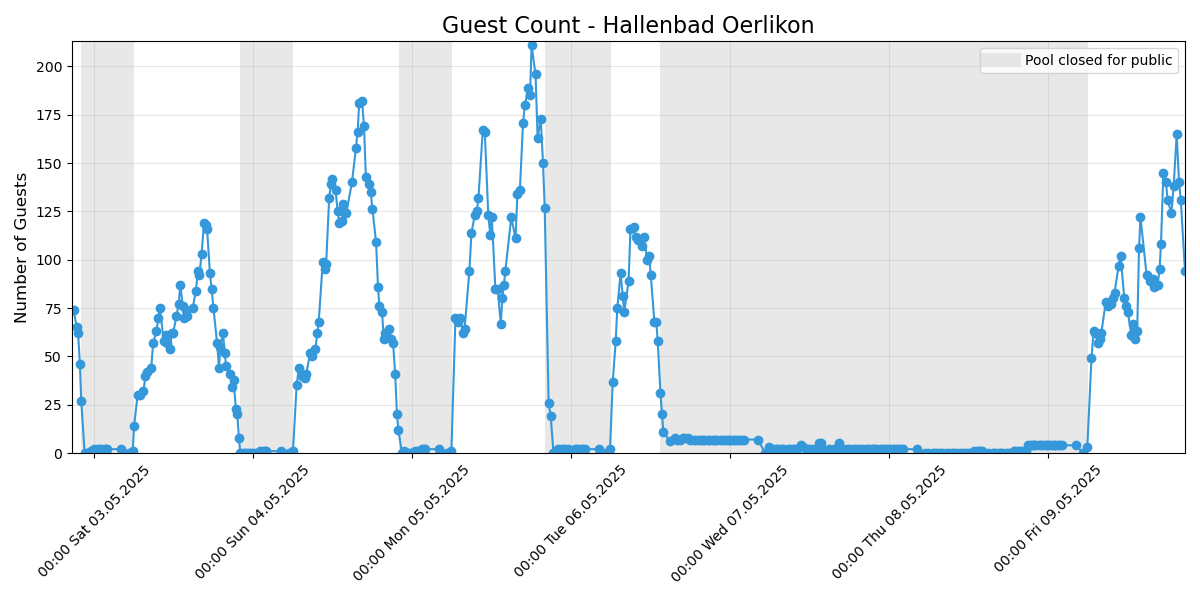 Guest Count - Hallenbad Oerlikon
Pool closed for public
Number of Guests
200
175
150
125
100
75
50
25
0
00:00 Sat 03.05.2025
00:00 Sun 04.05.2025
00:00 Mon 05.05.2025
00:00 Tue 06.05.2025
00:00 Wed 07.05.2025
00:00 Thu 08.05.2025
00:00 Fri 09.05.2025